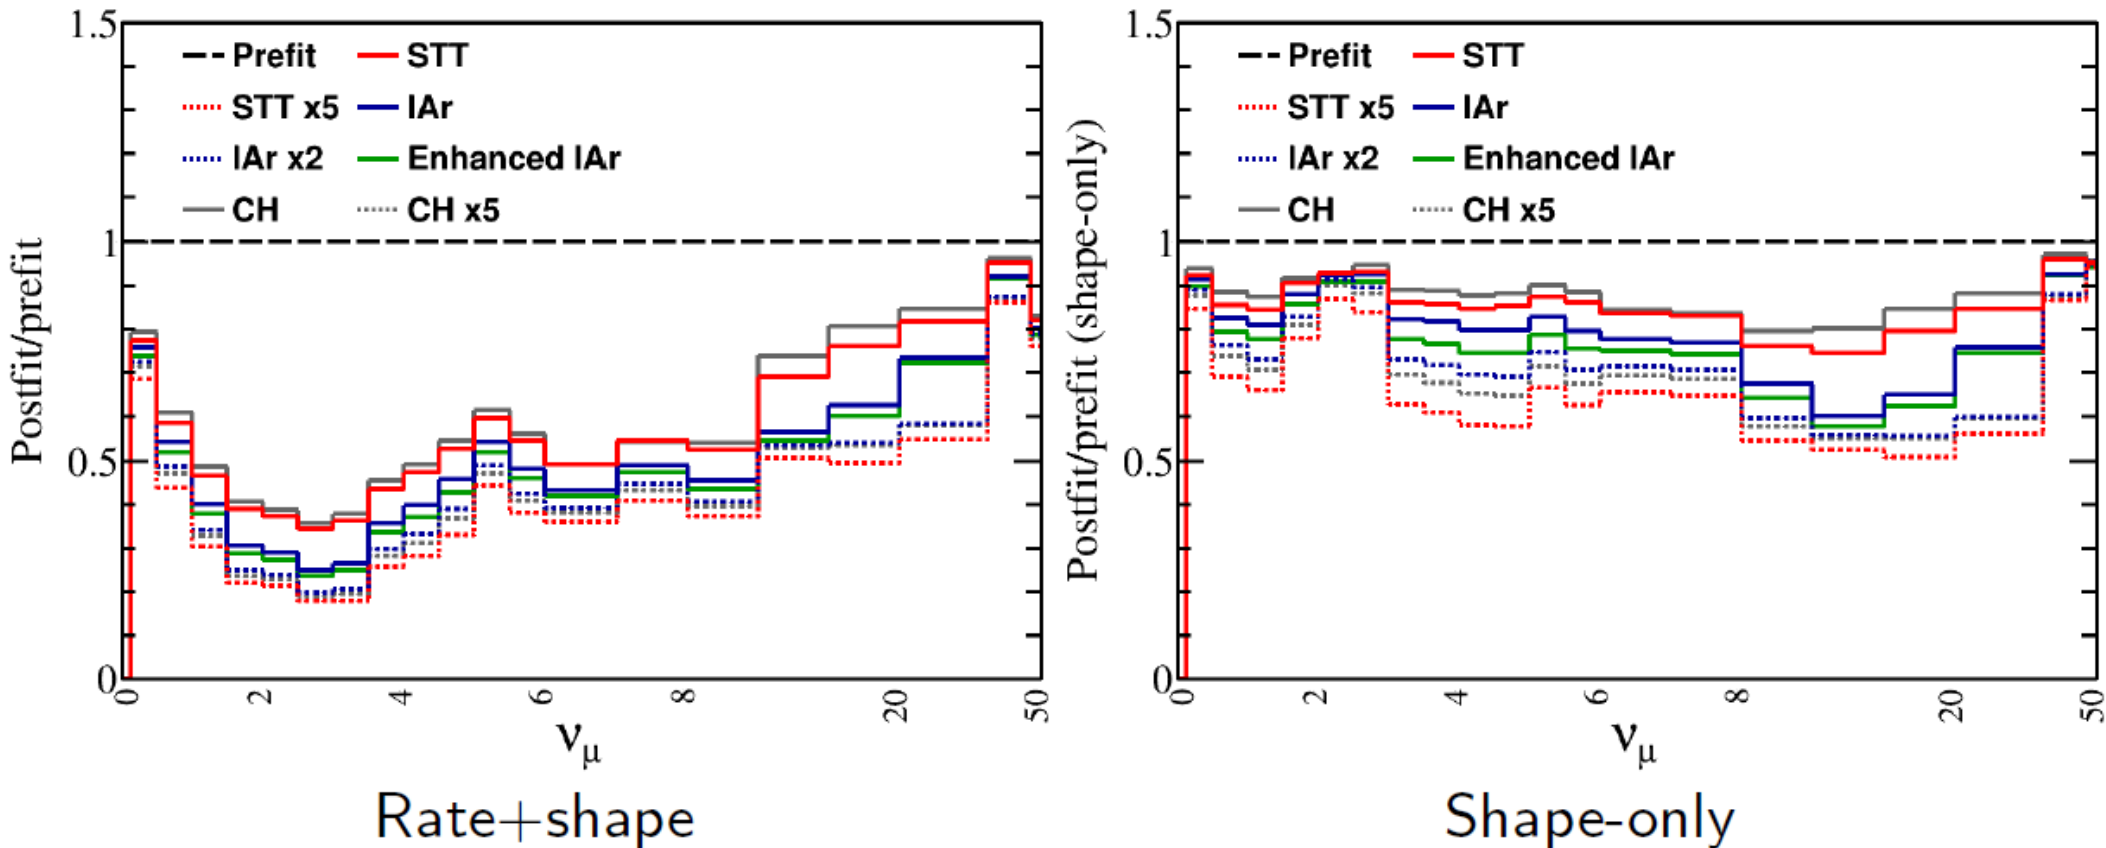 1.5
Prefit STT
STT x5 lAr
lAr x2 Enhanced lAr
CH CH x5
1
0.5
0
Postfit/prefit
0 2 4 6 8 20 50
νμ
Rate+shape
1.5
Prefit STT
STT x5 lAr
lAr x2 Enhanced lAr
CH CH x5
1
0.5
0
Postfit/prefit (shape-only)
0 2 4 6 8 20 50
νμ
Shape-only